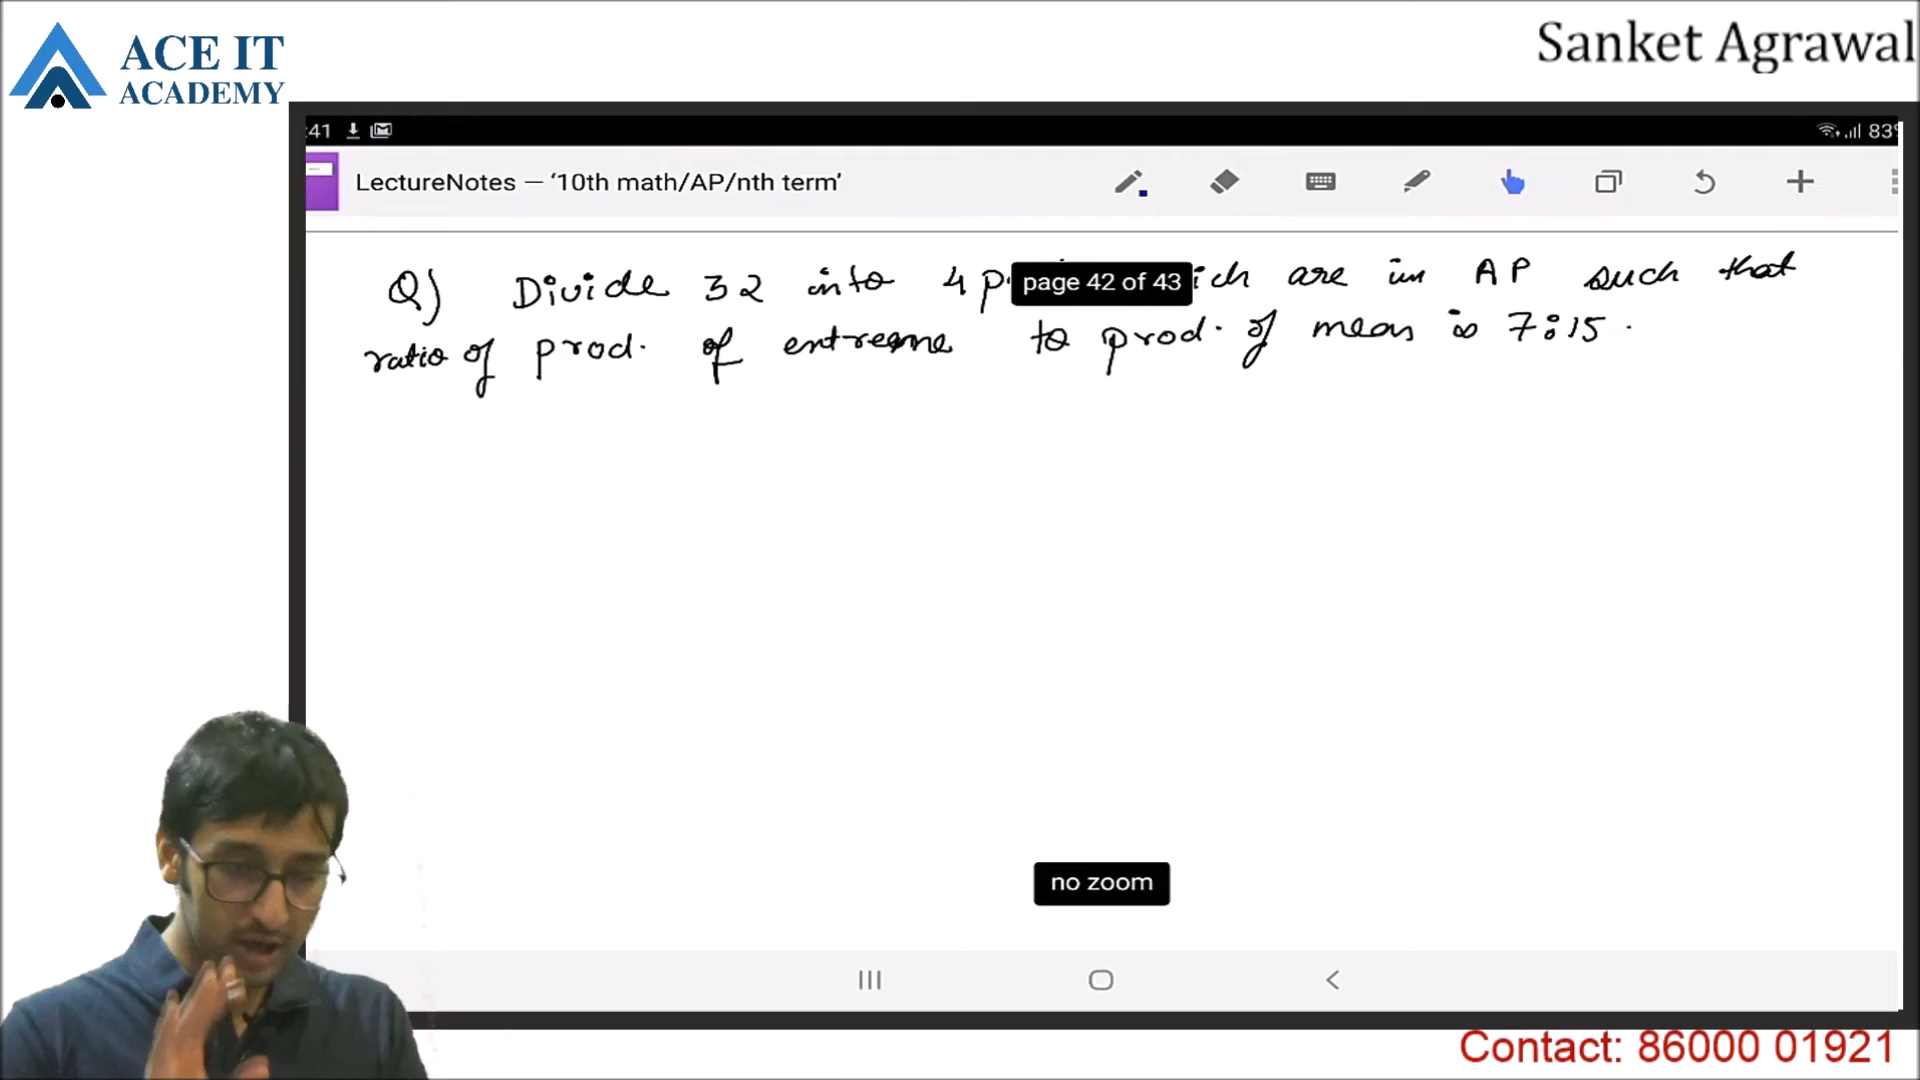 ACE IT
ACADEMY
Sanket Agrawal
:41
83%
LectureNotes – '10th math/AP/nth term'
Q) Divide 32 into 4 page 42 of 43 are in AP such that
ratio of prod. of extreme to prod. of mean is 7:15.
no zoom
Contact: 86000 01921